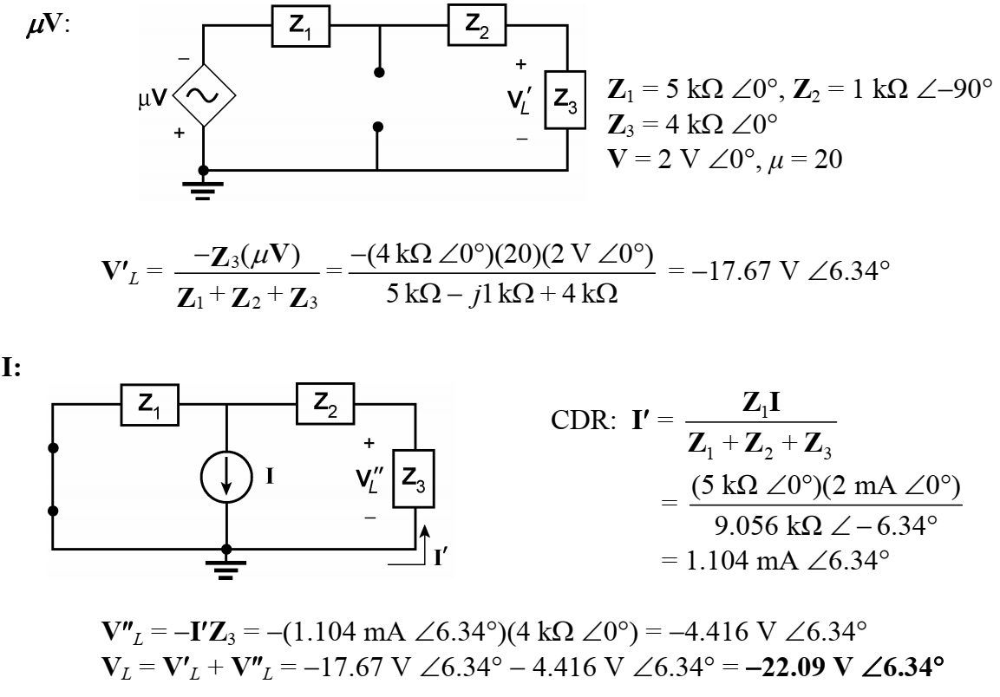 μV:
Z₁
Z₂
–
+
μV
V′L
Z₃
+
–
Z₁ = 5 kΩ ∠0°, Z₂ = 1 kΩ ∠–90°
Z₃ = 4 kΩ ∠0°
V = 2 V ∠0°, μ = 20
V′L = –Z₃(μV) / Z₁ + Z₂ + Z₃ = –(4 kΩ ∠0°)(20)(2 V ∠0°) / 5 kΩ – j1 kΩ + 4 kΩ = –17.67 V ∠6.34°
I:
Z₁
Z₂
+
I
V″L
Z₃
–
I′
CDR: I′ = Z₁I / Z₁ + Z₂ + Z₃
= (5 kΩ ∠0°)(2 mA ∠0°) / 9.056 kΩ ∠ – 6.34°
= 1.104 mA ∠6.34°
V″L = –I′Z₃ = –(1.104 mA ∠6.34°)(4 kΩ ∠0°) = –4.416 V ∠6.34°
VL = V′L + V″L = –17.67 V ∠6.34° – 4.416 V ∠6.34° = –22.09 V ∠6.34°